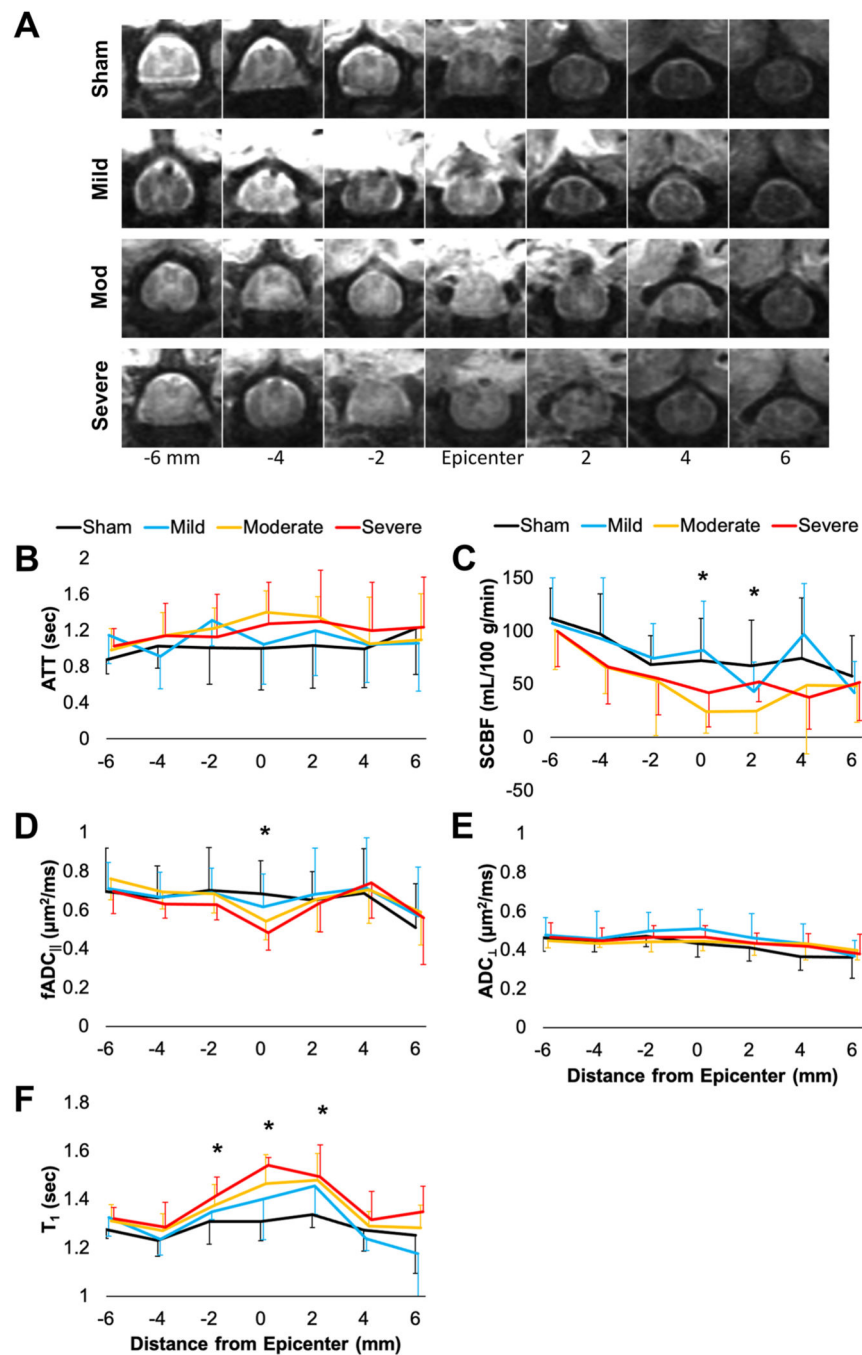 A
Sham
Mild
Mod
Severe
-6 mm -4 -2 Epicenter 2 4 6
Sham Mild Moderate Severe
Sham Mild Moderate Severe
B
ATT (sec)
2
1.6
1.2
0.8
0.4
0
-6 -4 -2 0 2 4 6
C
SCBF (mL/100 g/min)
150
100
50
0
-50
* *
-6 -4 -2 0 2 4 6
D
fADC|| (µm²/ms)
1
0.8
0.6
0.4
0.2
0
*
-6 -4 -2 0 2 4 6
E
ADC⊥ (µm²/ms)
1
0.8
0.6
0.4
0.2
0
-6 -4 -2 0 2 4 6
Distance from Epicenter (mm)
F
T₁ (sec)
1.8
1.6
1.4
1.2
1
* * *
-6 -4 -2 0 2 4 6
Distance from Epicenter (mm)